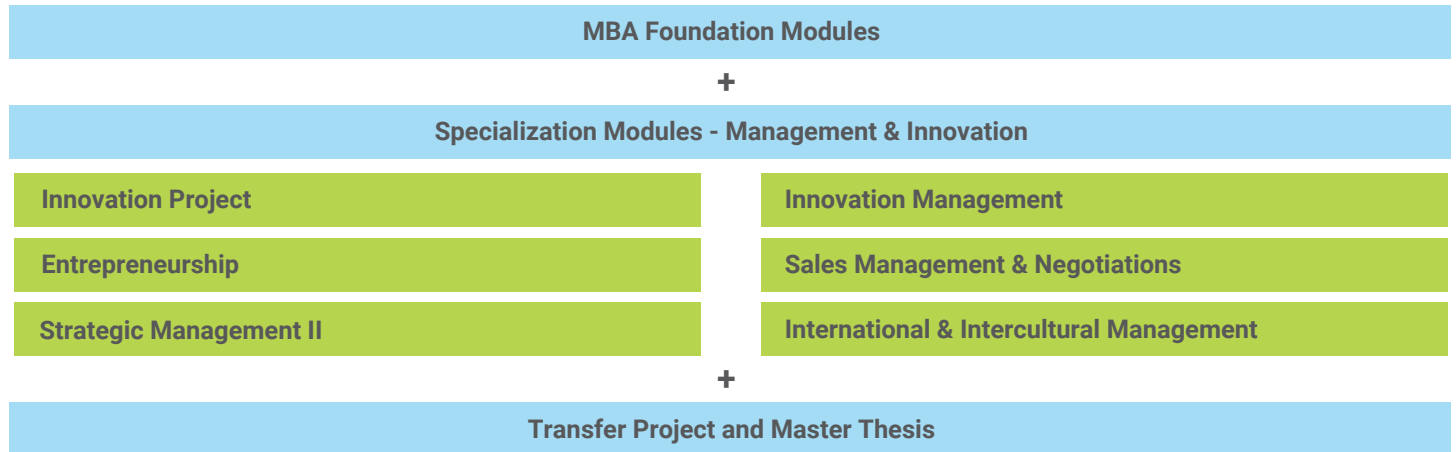 MBA Foundation Modules
+
Specialization Modules - Management & Innovation
Innovation Project
Innovation Management
Entrepreneurship
Sales Management & Negotiations
Strategic Management II
International & Intercultural Management
+
Transfer Project and Master Thesis